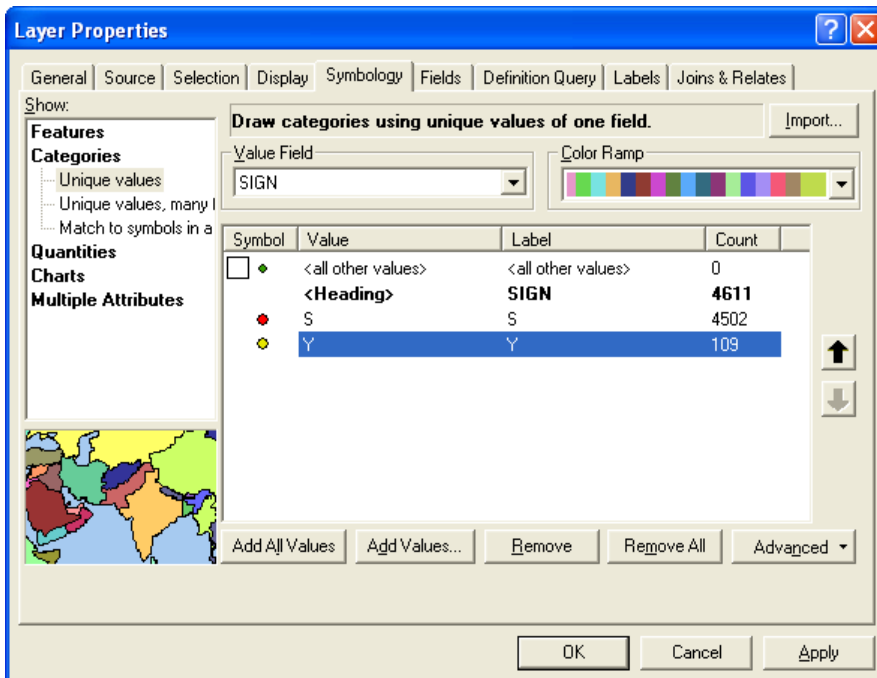 Layer Properties
General Source Selection Display Symbology Fields Definition Query Labels Joins & Relates
Show:
Features
Categories
Unique values
Unique values, many
Match to symbols in a
Quantities
Charts
Multiple Attributes
Draw categories using unique values of one field.
Import...
Value Field
SIGN
Color Ramp
Symbol Value Label Count
<all other values> <all other values> 0
<Heading> SIGN 4611
S S 4502
Y Y 109
Add All Values Add Values... Remove Remove All Advanced
OK Cancel Apply